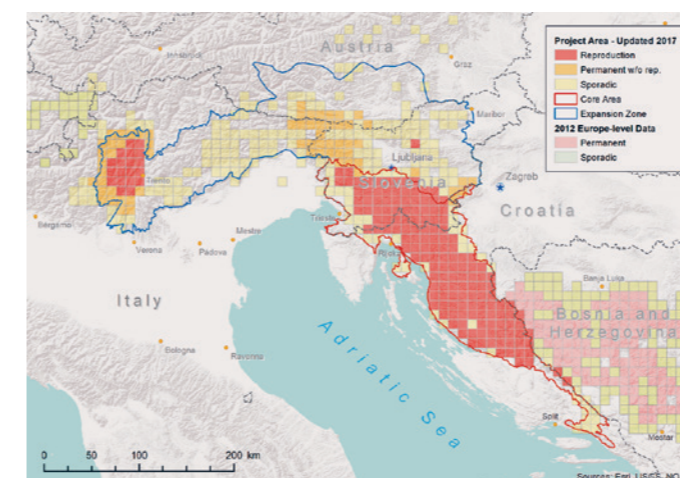 Innsbruck
Austria
Graz
Maribor
Project Area - Updated 2017
Reproduction
Permanent w/o rep.
Sporadic
Core Area
Expansion Zone
2012 Europe-level Data
Permanent
Sporadic
Ljubljana
Slovenia
Zagreb
Croatia
Trento
Bergamo
Verona
Padova
Mestre
Trieste
Rijeka
Banja Luka
Bosnia and
Herzegovina
Italy
Bologna
Ravenna
Adriatic Sea
Split
Mostar
0 50 100 200 km
Sources: Esri, USGS, NO